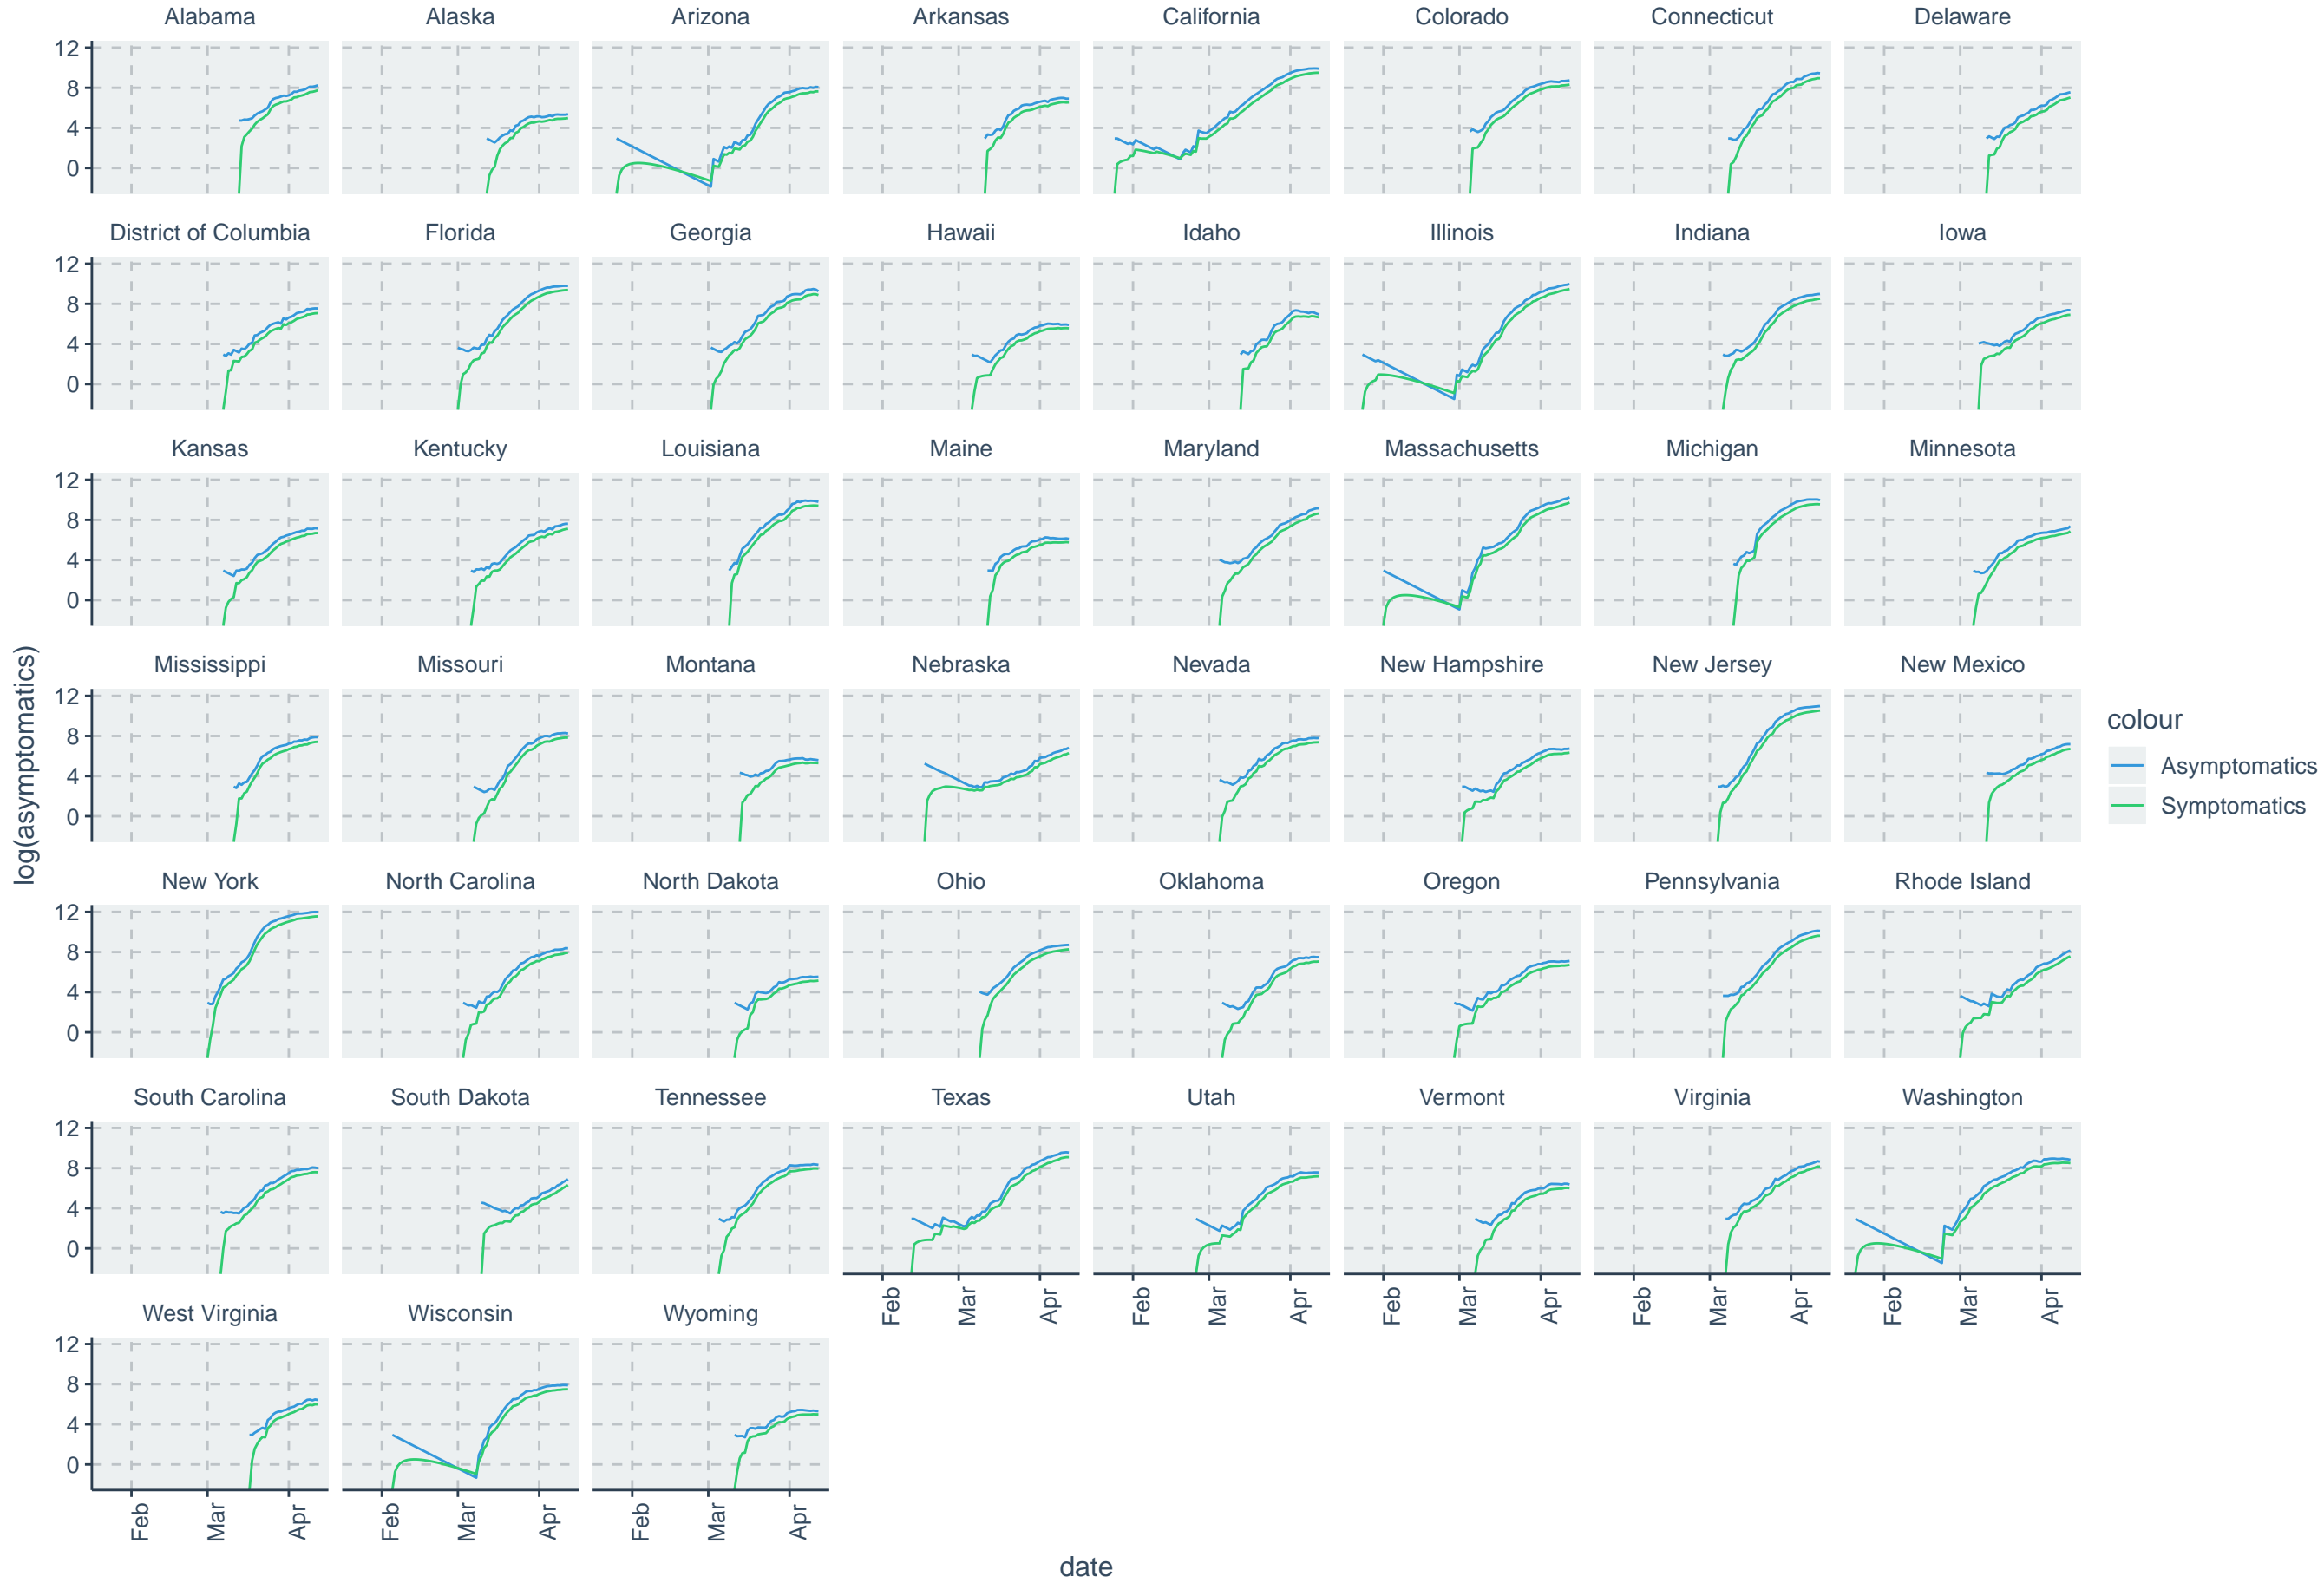 Alabama Alaska Arizona Arkansas California Colorado Connecticut Delaware
12
8
4
0
District of Columbia Florida Georgia Hawaii Idaho Illinois Indiana Iowa
12
8
4
0
Kansas Kentucky Louisiana Maine Maryland Massachusetts Michigan Minnesota
12
8
4
0
log(asymptomatics)
Mississippi Missouri Montana Nebraska Nevada New Hampshire New Jersey New Mexico
12
8
4
0
colour
Asymptomatics
Symptomatics
New York North Carolina North Dakota Ohio Oklahoma Oregon Pennsylvania Rhode Island
12
8
4
0
South Carolina South Dakota Tennessee Texas Utah Vermont Virginia Washington
12
8
4
0
Feb Mar Apr Feb Mar Apr Feb Mar Apr Feb Mar Apr Feb Mar Apr
West Virginia Wisconsin Wyoming
12
8
4
0
Feb Mar Apr Feb Mar Apr Feb Mar Apr
date